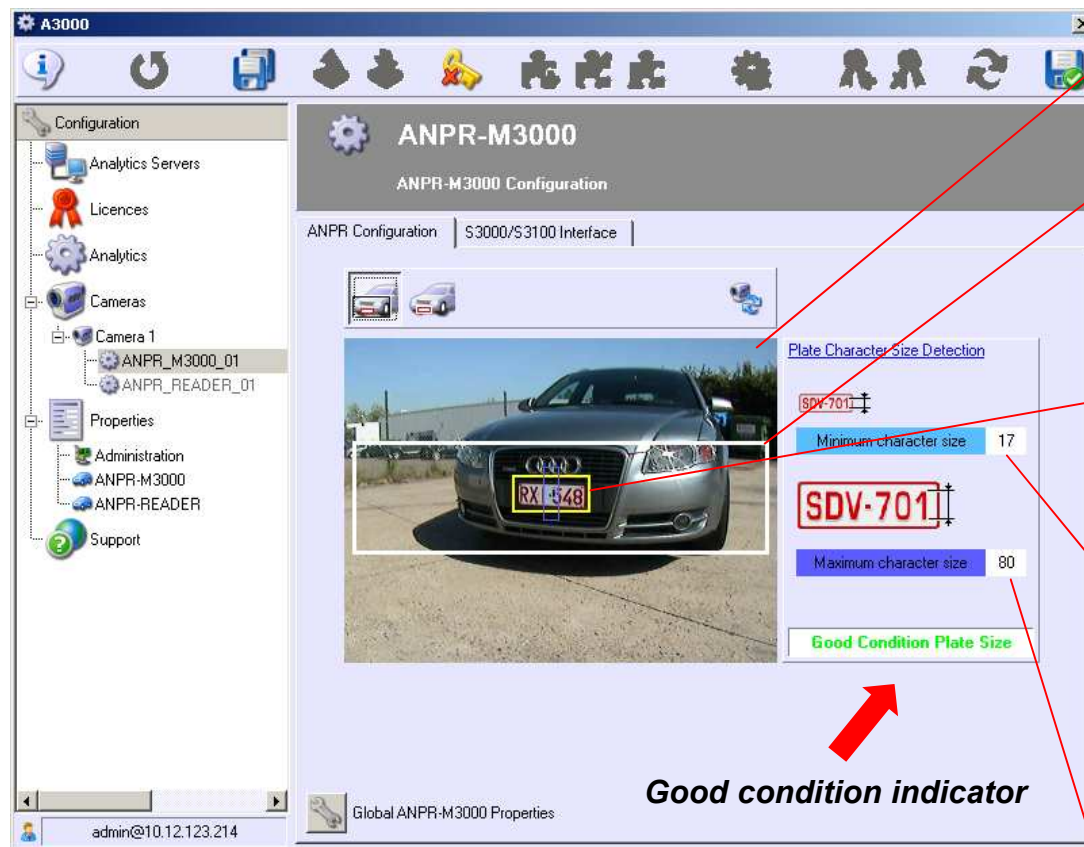 A3000
Configuration
Analytics Servers
Licences
Analytics
Cameras
Camera 1
ANPR_M3000_01
ANPR_READER_01
Properties
Administration
ANPR-M3000
ANPR-READER
Support
admin@10.12.123.214
ANPR-M3000
ANPR-M3000 Configuration
ANPR Configuration
S3000/S3100 Interface
RX 548
Plate Character Size Detection
SDV-701
Minimum character size 17
SDV-701
Maximum character size 80
Good Condition Plate Size
Good condition indicator
Global ANPR-M3000 Properties